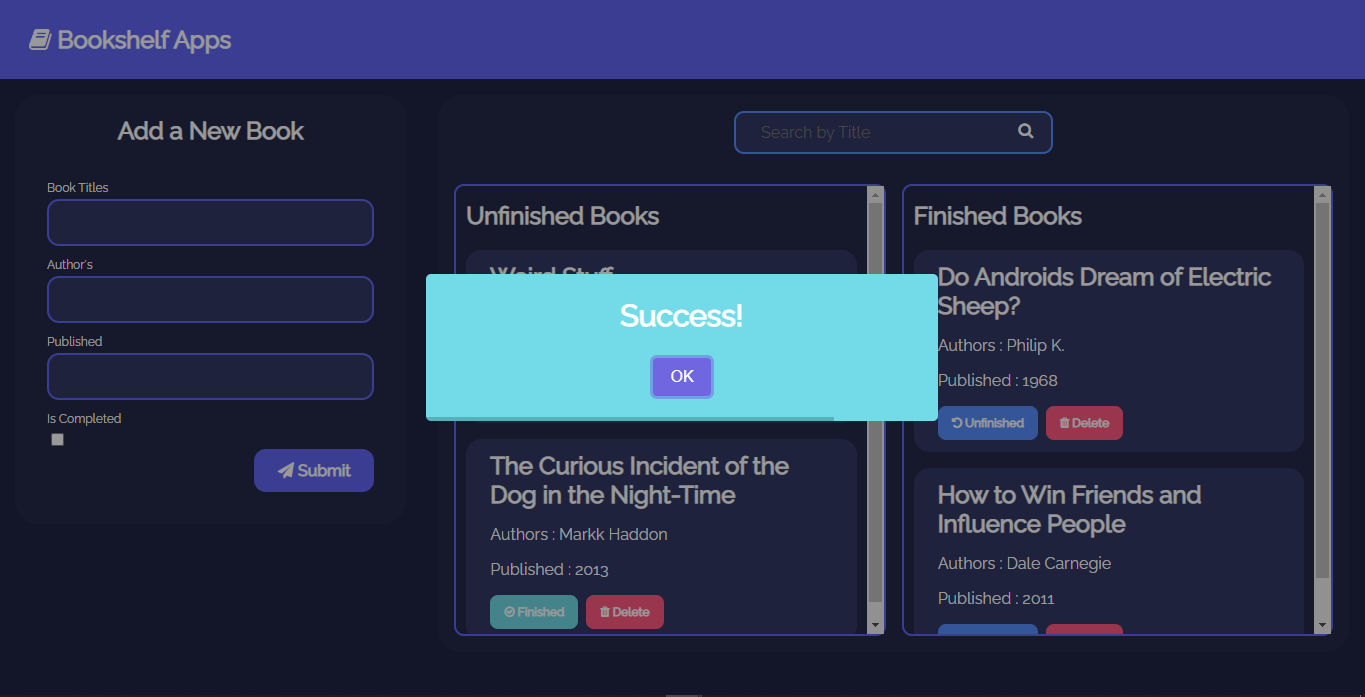 Bookshelf Apps
Add a New Book
Book Titles
Author's
Published
Is Completed
Submit
Search by Title
Unfinished Books
Weird Stuff
The Curious Incident of the
Dog in the Night-Time
Authors : Markk Haddon
Published : 2013
Finished
Delete
Finished Books
Do Androids Dream of Electric
Sheep?
Authors : Philip K.
Published : 1968
Unfinished
Delete
How to Win Friends and
Influence People
Authors : Dale Carnegie
Published : 2011
Success!
OK